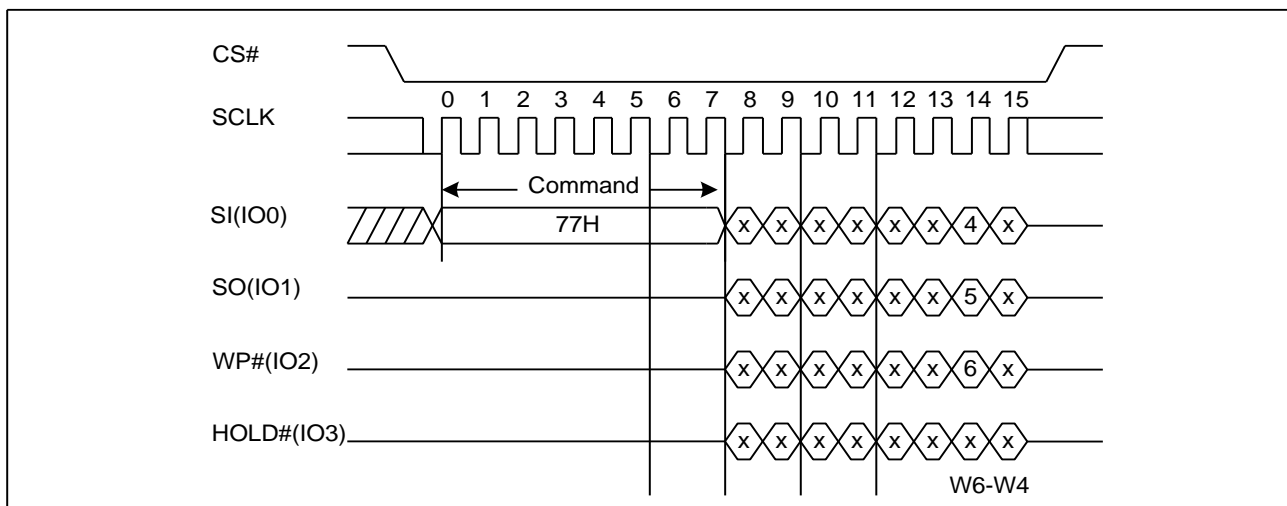 CS#
0 1 2 3 4 5 6 7 8 9 10 11 12 13 14 15
SCLK
Command
SI(IO0)
77H x x x x x x 4 x
SO(IO1)
x x x x x x 5 x
WP#(IO2)
x x x x x x 6 x
HOLD#(IO3)
x x x x x x x x
W6-W4